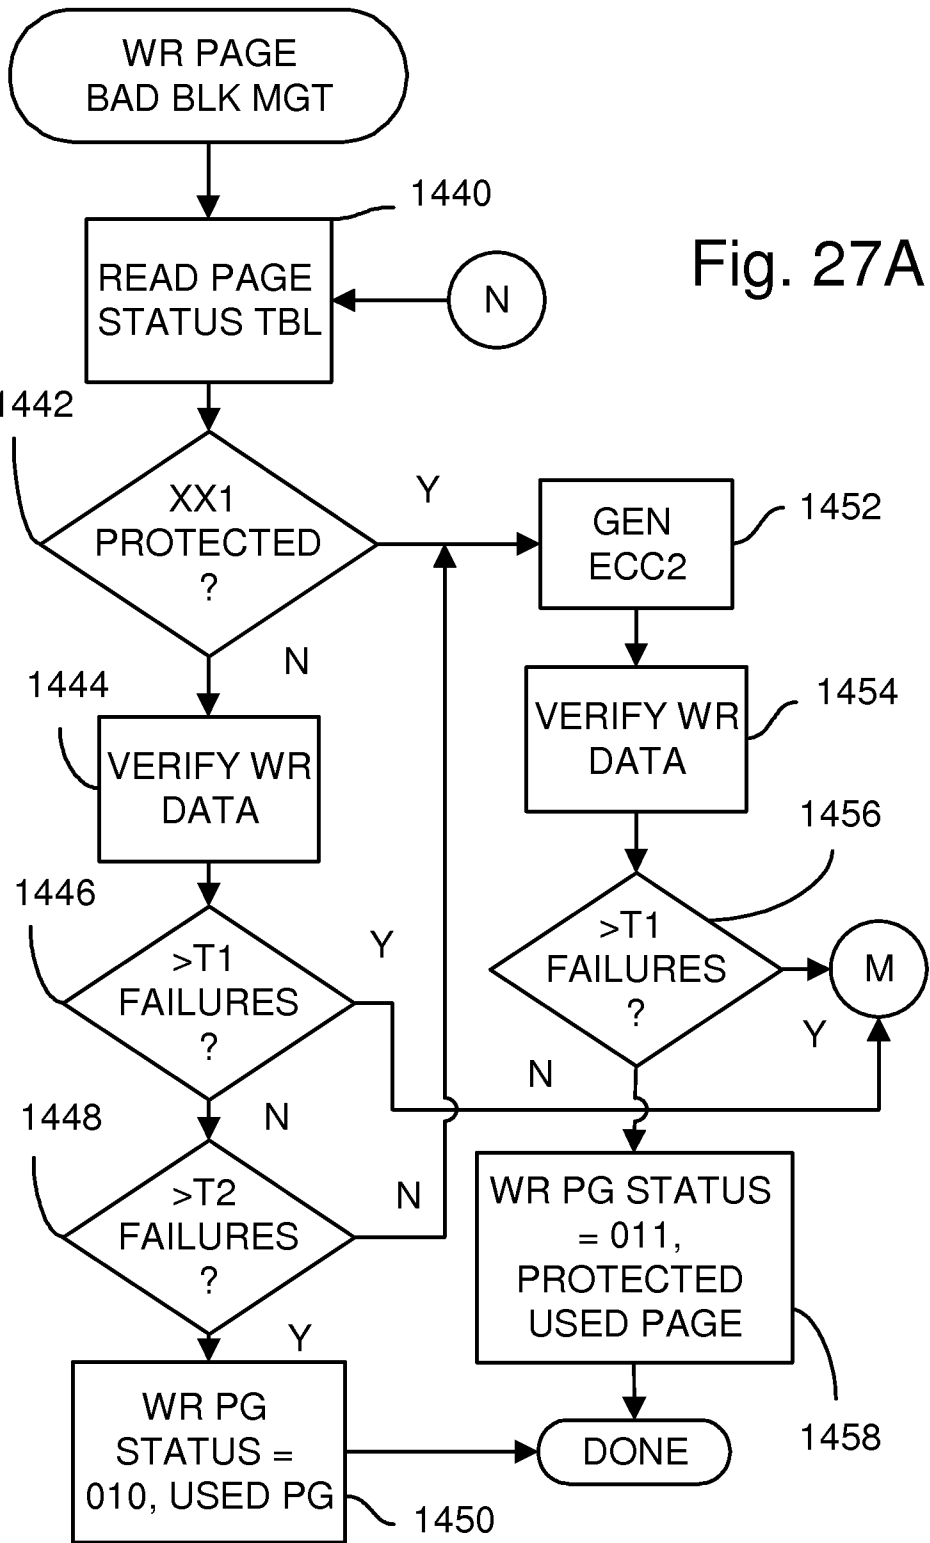 WR PAGE
BAD BLK MGT
1440
Fig. 27A
READ PAGE
STATUS TBL
N
1442
XX1
PROTECTED
?
Y
GEN
ECC2
1452
N
1444
VERIFY WR
DATA
VERIFY WR
DATA
1454
1456
1446
>T1
FAILURES
?
Y
>T1
FAILURES
?
M
Y
N
N
1448
>T2
FAILURES
?
N
WR PG STATUS
= 011,
PROTECTED
USED PAGE
Y
1458
WR PG
STATUS =
010, USED PG
DONE
1450